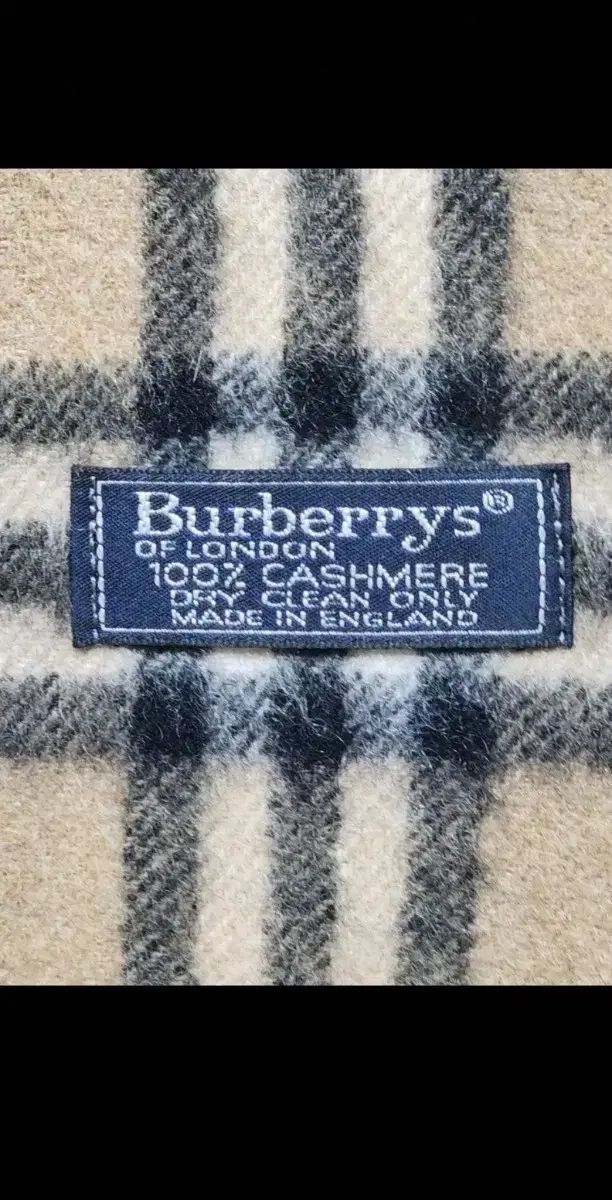 Burberrys®
OF LONDON
100% CASHMERE
DRY CLEAN ONLY
MADE IN ENGLAND